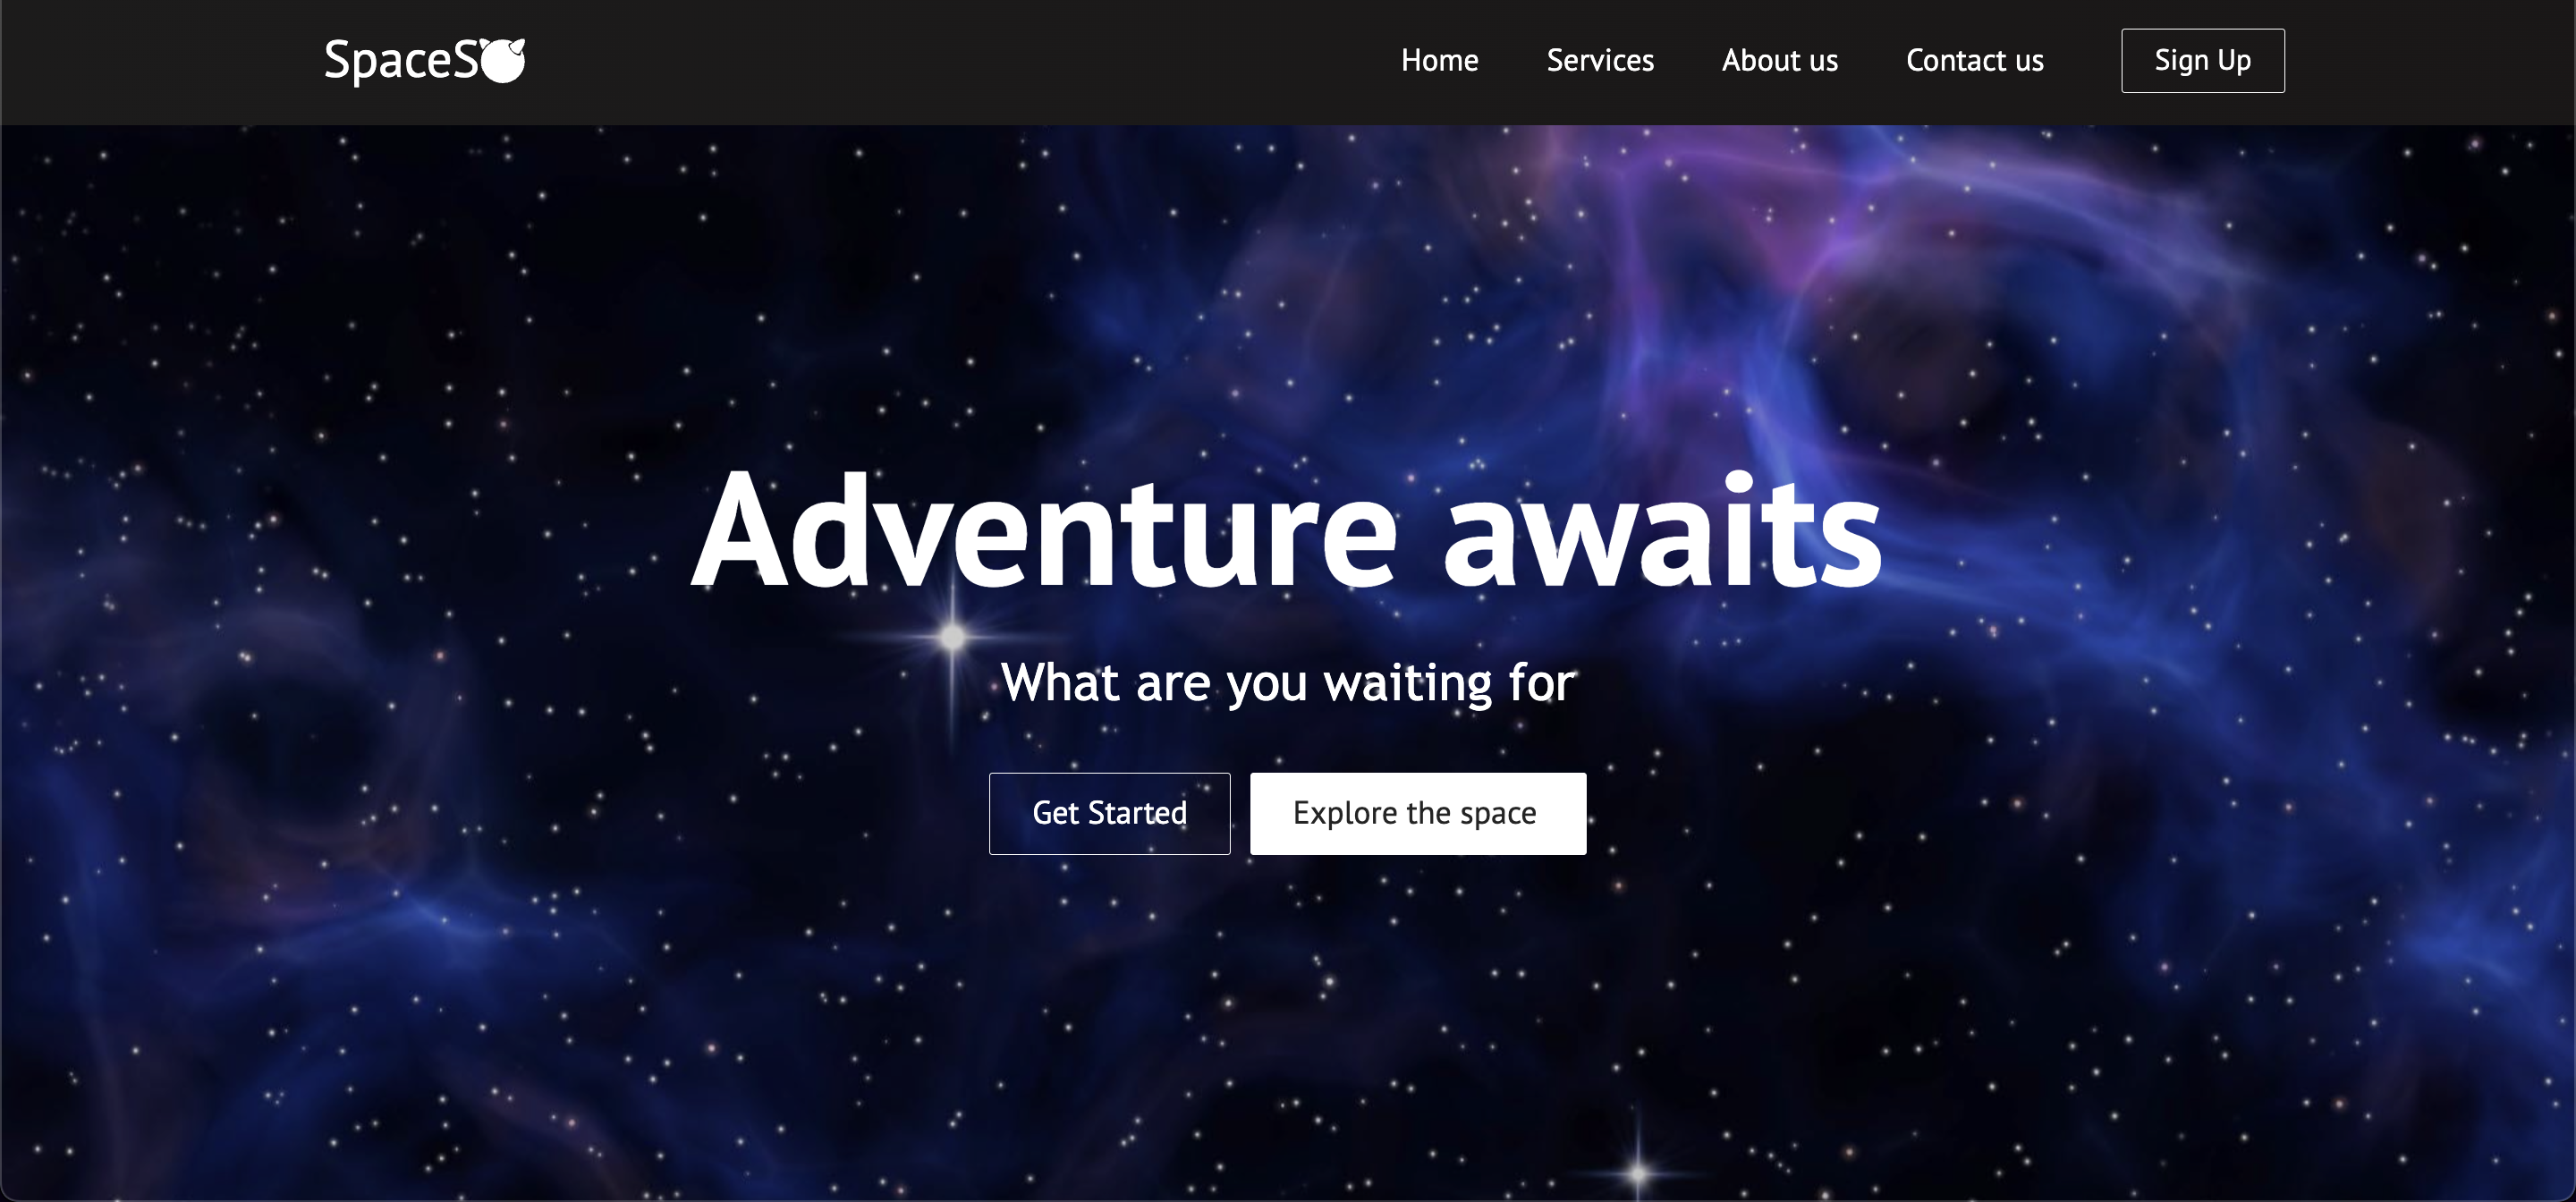 SpaceS
Home
Services
About us
Contact us
Sign Up
Adventure awaits
What are you waiting for
Get Started
Explore the space